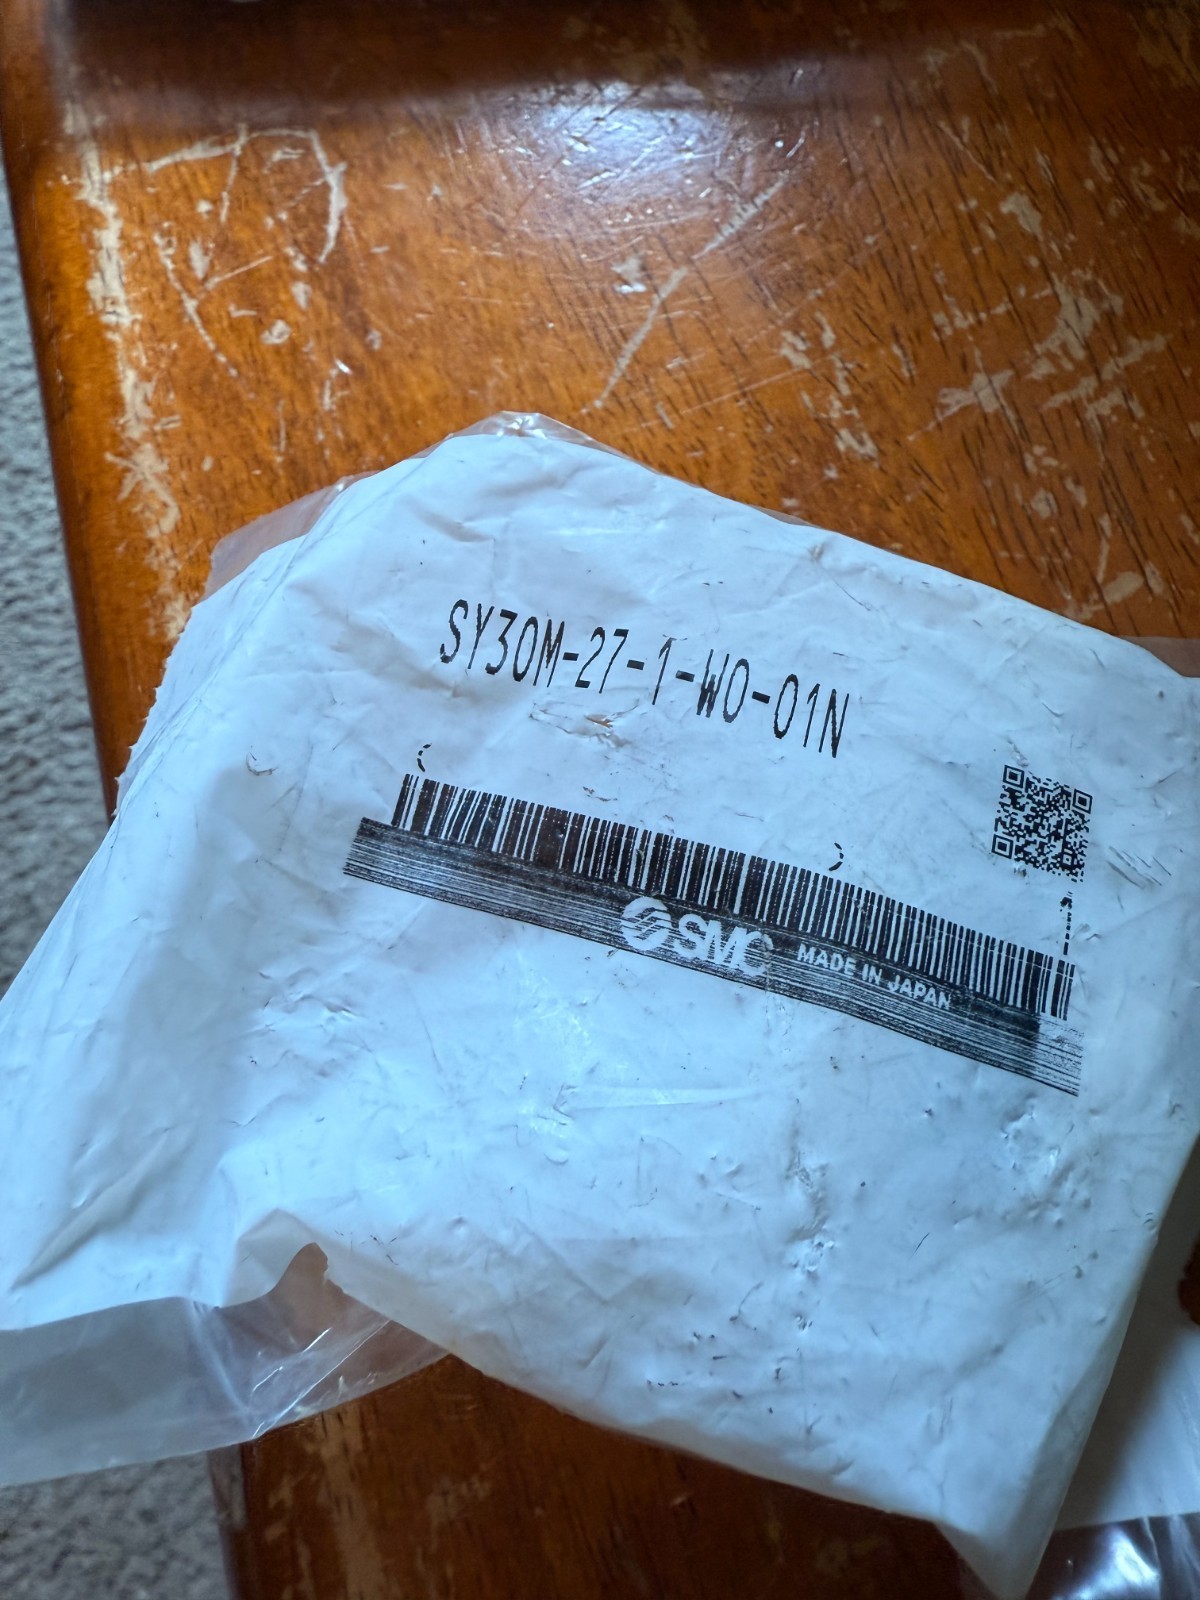 SY30M-27-1-W0-01N
SMC MADE IN JAPAN